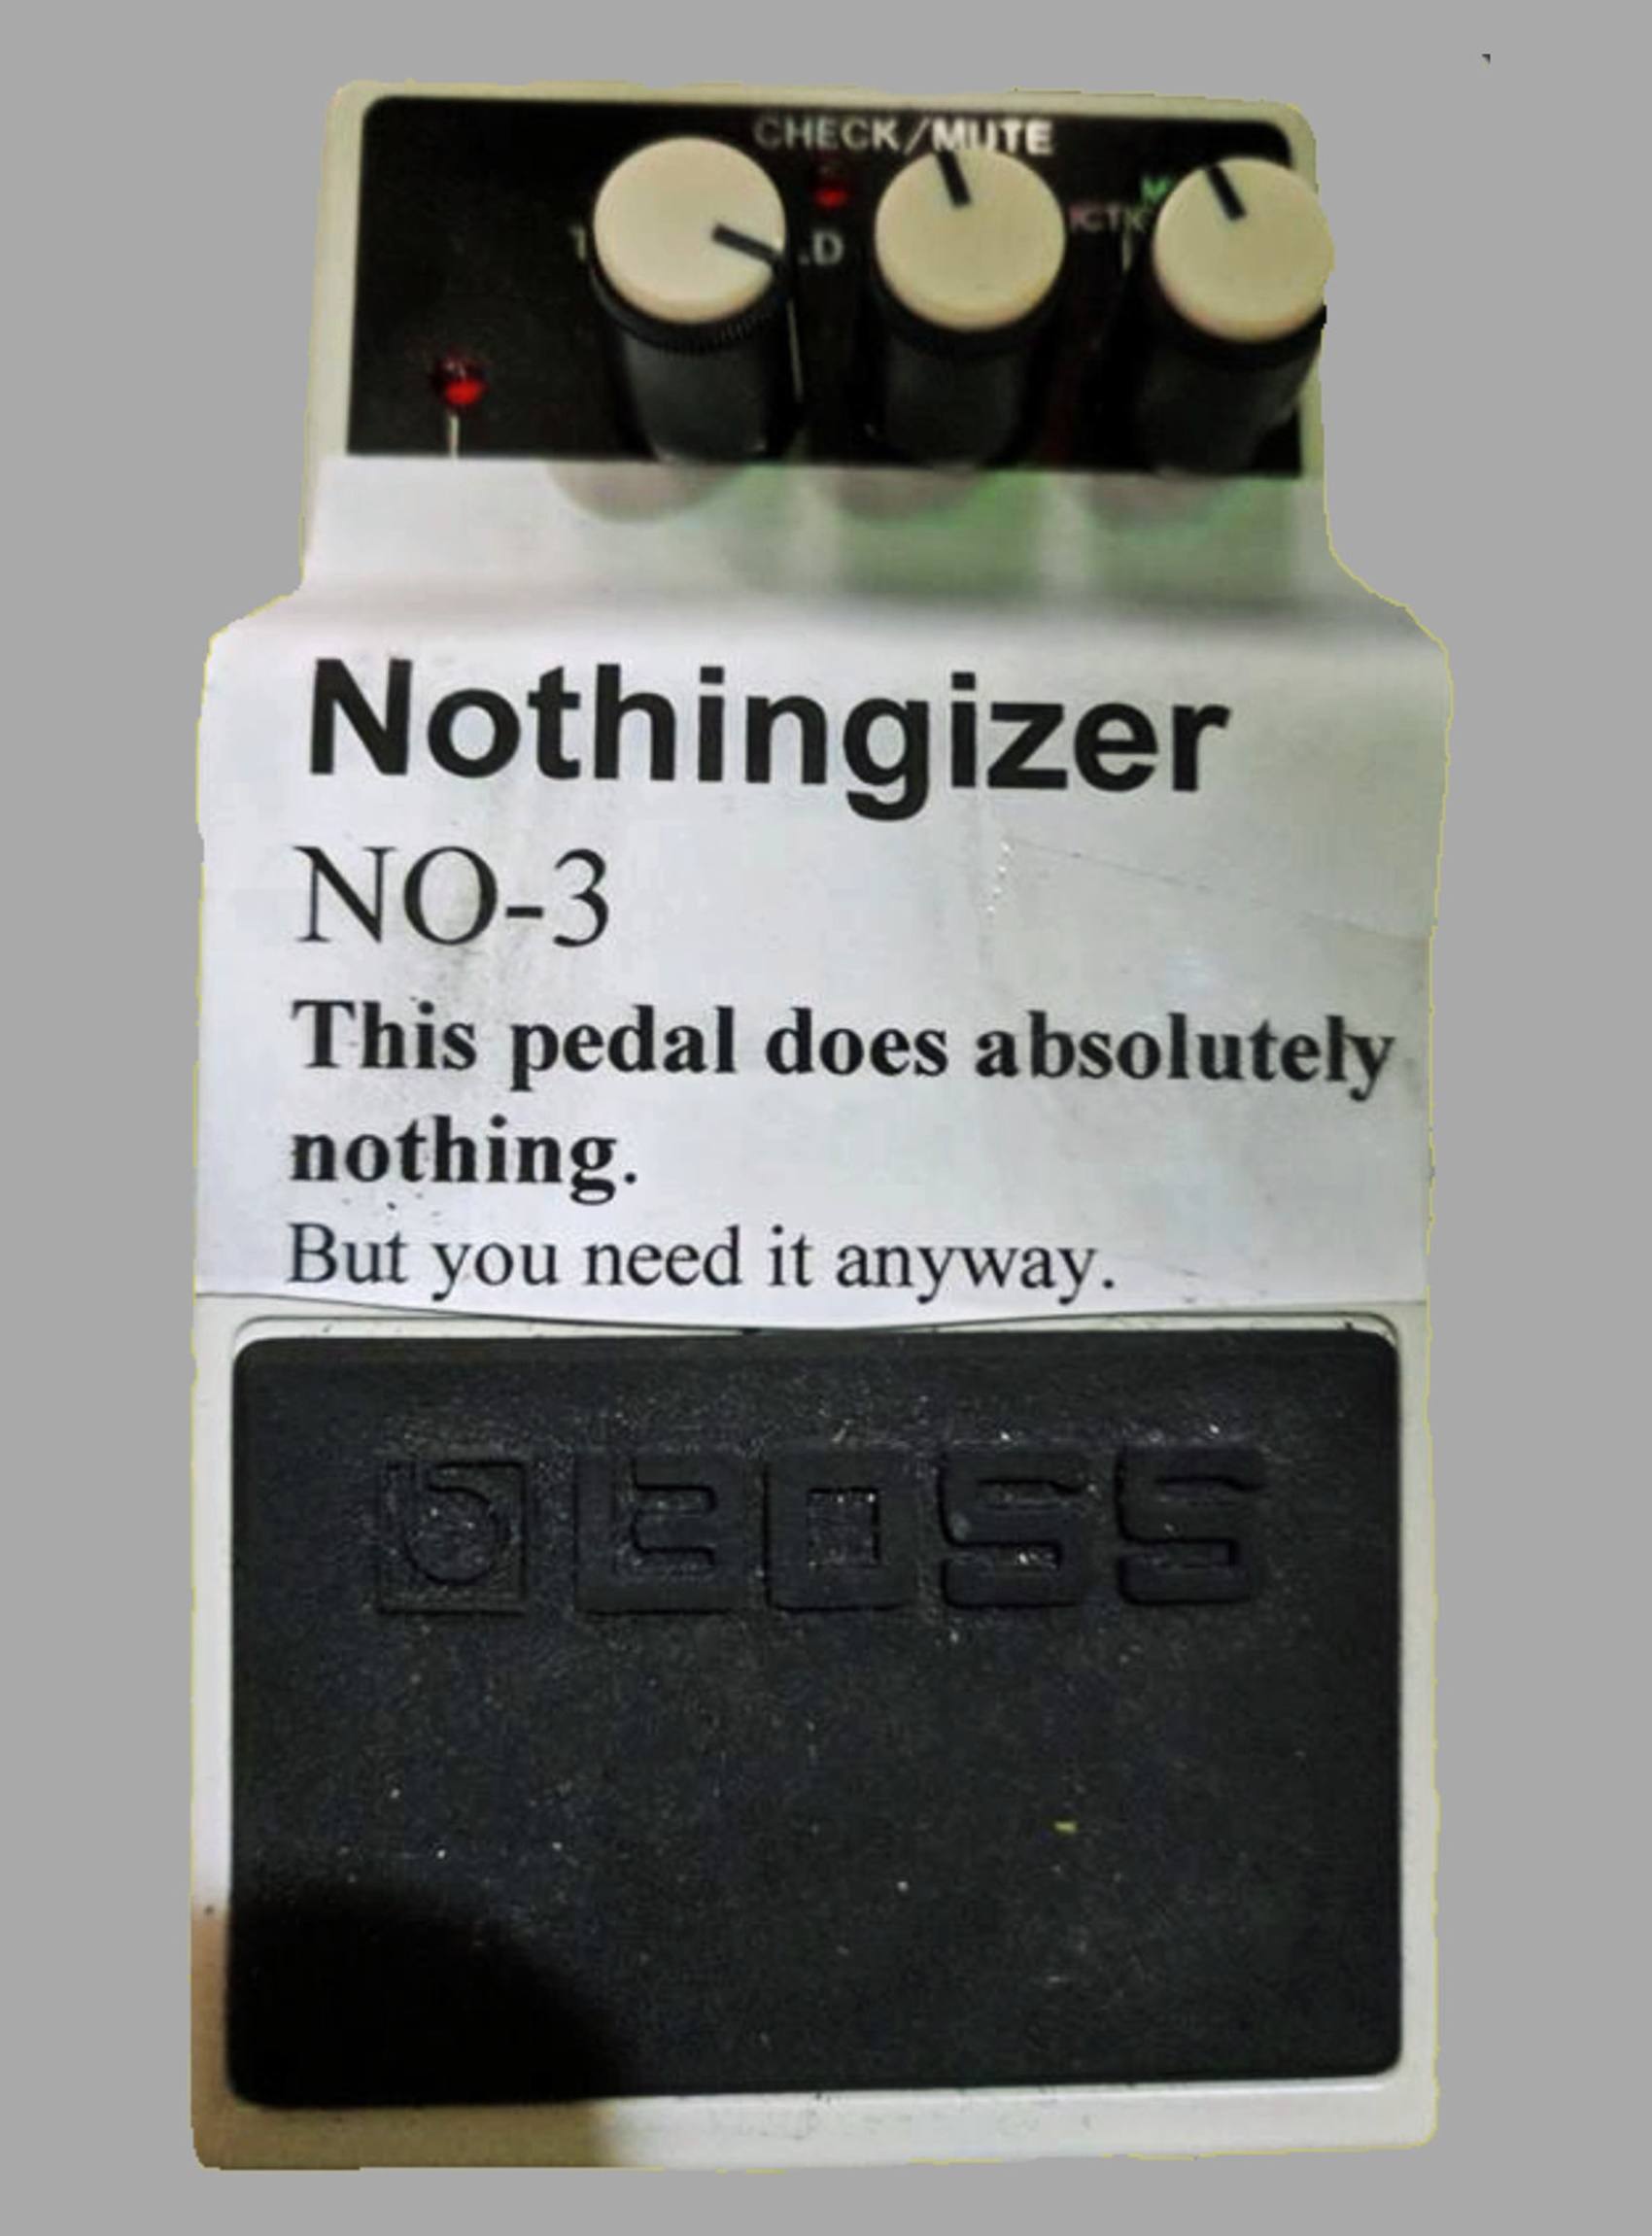 CHECK/MUTE
Nothingizer
NO-3
This pedal does absolutely
nothing.
But you need it anyway.
BOSS